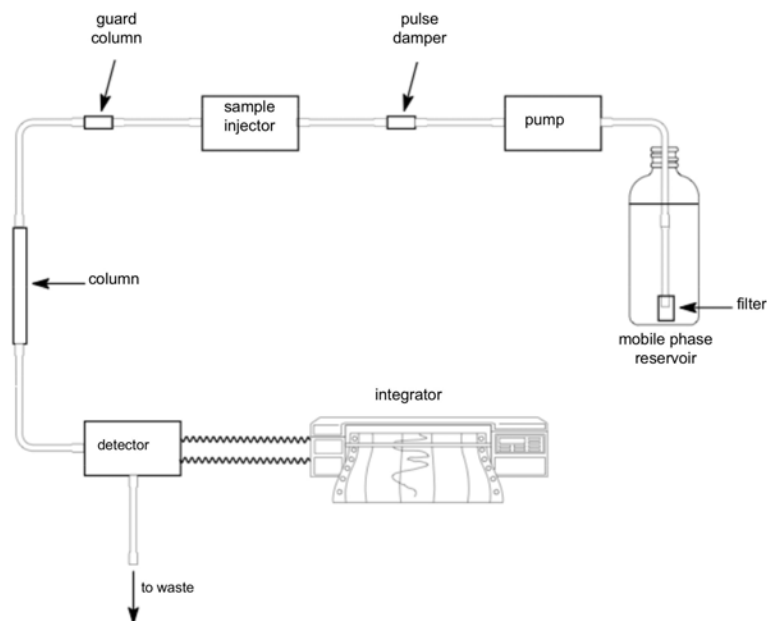 guard
column
pulse
damper
sample
injector
pump
column
filter
mobile phase
reservoir
integrator
detector
to waste